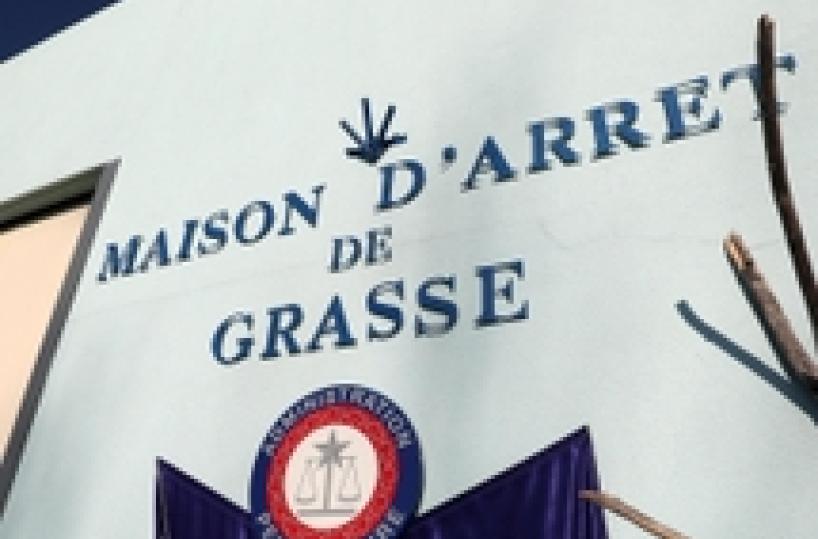 MAISON D'ARRET
DE
GRASSE
ADMINISTRATION